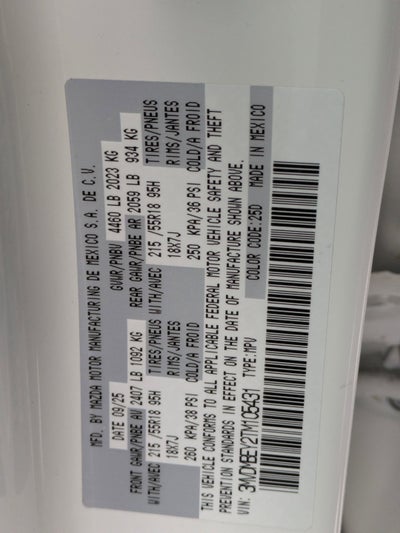 MFD. BY MAZDA MOTOR MANUFACTURING DE MEXICO S.A. DE C.V.
DATE 09/25 GVWR/PNBV 4460 LB 2023 KG
FRONT GAWR/PNBE AV 2407 LB 1092 KG REAR GAWR/PNBE AR 2059 LB 934 KG
WITH/AVEC 215 /55R18 95H TIRES/PNEUS WITH/AVEC 215 /55R18 95H TIRES/PNEUS
18X7J RIMS/JANTES 18X7J RIMS/JANTES
260 KPA/38 PSI COLD/A FROID 250 KPA/36 PSI COLD/A FROID
THIS VEHICLE CONFORMS TO ALL APPLICABLE FEDERAL MOTOR VEHICLE SAFETY AND THEFT
PREVENTION STANDARDS IN EFFECT ON THE DATE OF MANUFACTURE SHOWN ABOVE.
VIN: 3MVDMBEY2TM105431 TYPE:MPV COLOR CODE:25D MADE IN MEXICO